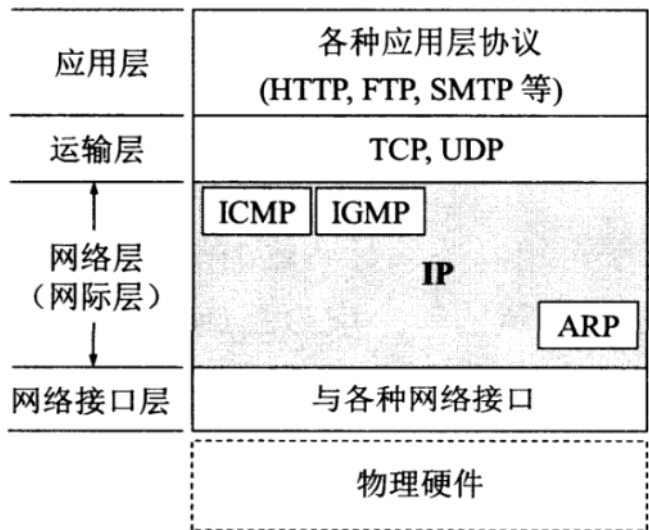 应用层
各种应用层协议
(HTTP, FTP, SMTP 等)
运输层
TCP, UDP
网络层
（网际层）
ICMP
IGMP
IP
ARP
网络接口层
与各种网络接口
物理硬件